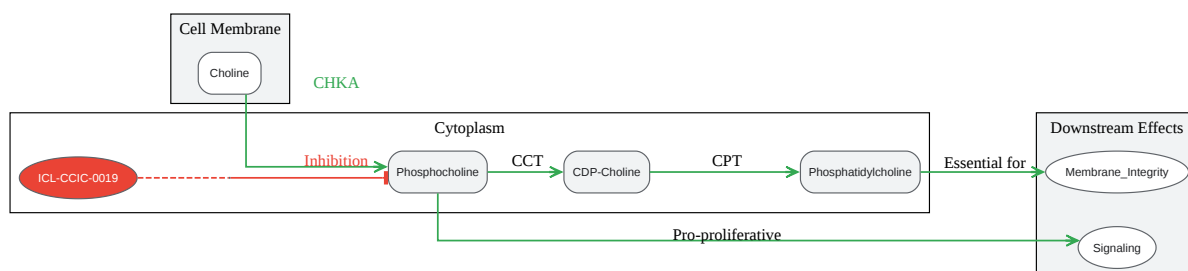 Cell Membrane
Choline
CHKA
Cytoplasm
Downstream Effects
Inhibition
CCT
CPT
Essential for
ICL-CCIC-0019
Phosphocholine
CDP-Choline
Phosphatidylcholine
Membrane_Integrity
Pro-proliferative
Signaling